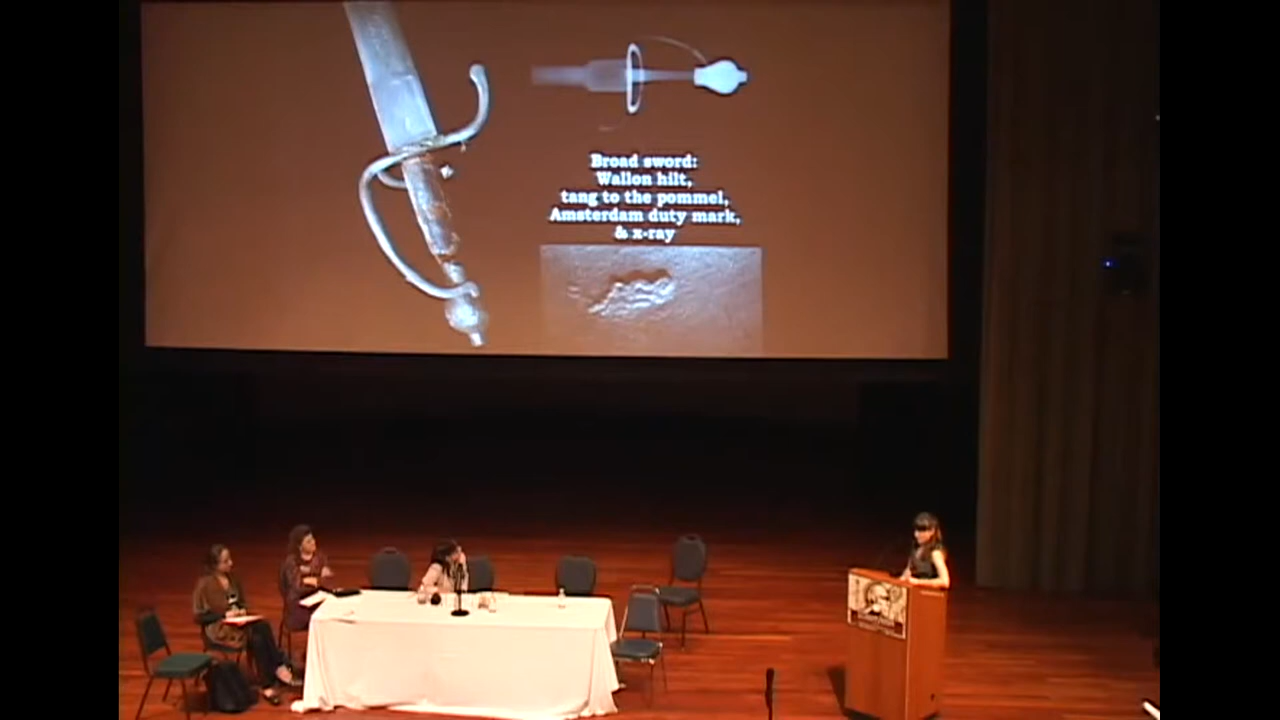 Broad sword:
Wallon hilt,
tang to the pommel,
Amsterdam duty mark,
& x-ray